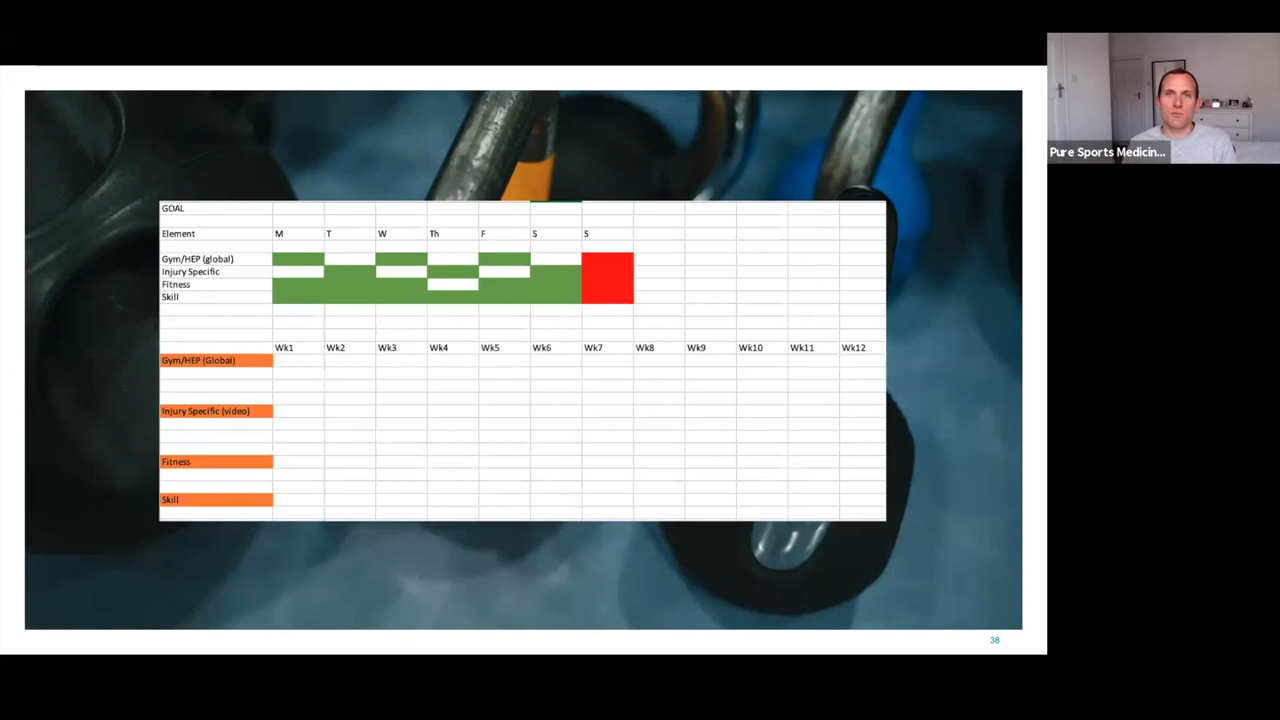 Pure Sports Medicin...
GOAL
Element M T W Th F S S
Gym/HEP (global)
Injury Specific
Fitness
Skill
Wk1 Wk2 Wk3 Wk4 Wk5 Wk6 Wk7 Wk8 Wk9 Wk10 Wk11 Wk12
Gym/HEP (Global)
Injury Specific (video)
Fitness
Skill
38